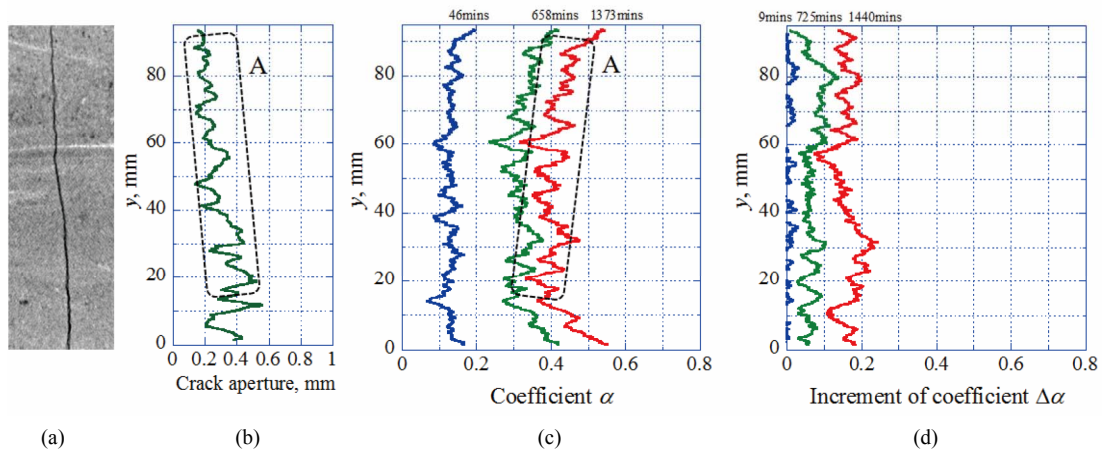 46mins 658mins 1373mins
9mins 725mins 1440mins
A
A
80
60
40
20
0
y, mm
0 0.2 0.4 0.6 0.8 1
Crack aperture, mm
80
60
40
20
0
y, mm
0 0.2 0.4 0.6 0.8
Coefficient α
80
60
40
20
0
y, mm
0 0.2 0.4 0.6 0.8
Increment of coefficient Δα
(a) (b) (c) (d)